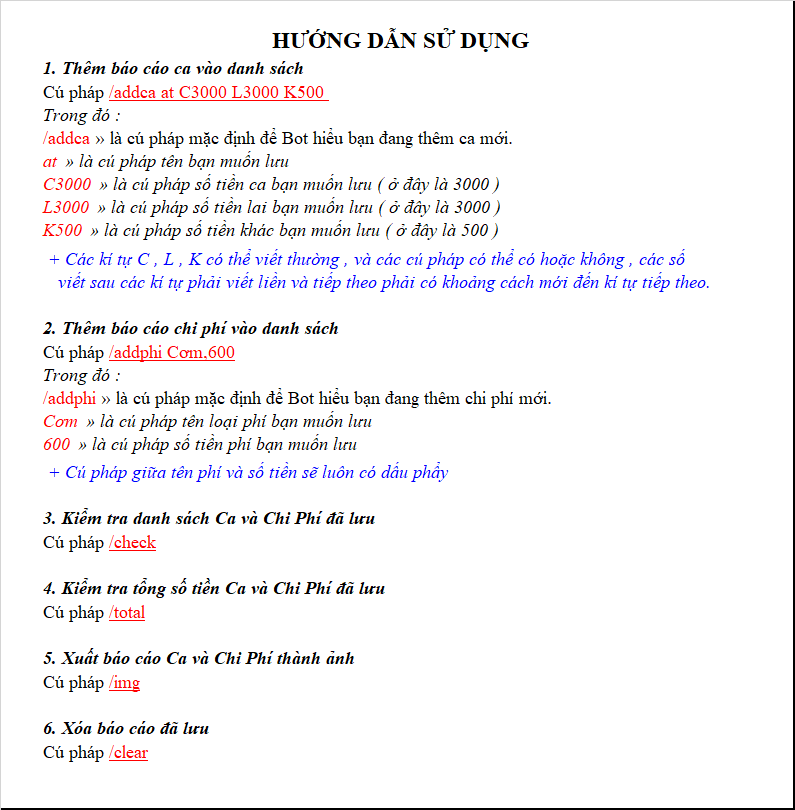 HƯỚNG DẪN SỬ DỤNG
1. Thêm báo cáo ca vào danh sách
Cú pháp /addca at C3000 L3000 K500
Trong đó :
/addca » là cú pháp mặc định để Bot hiểu bạn đang thêm ca mới.
at » là cú pháp tên bạn muốn lưu
C3000 » là cú pháp số tiền ca bạn muốn lưu ( ở đây là 3000 )
L3000 » là cú pháp số tiền lai bạn muốn lưu ( ở đây là 3000 )
K500 » là cú pháp số tiền khác bạn muốn lưu ( ở đây là 500 )
+ Các kí tự C , L , K có thể viết thường , và các cú pháp có thể có hoặc không , các số
viết sau các kí tự phải viết liền và tiếp theo phải có khoảng cách mới đến kí tự tiếp theo.
2. Thêm báo cáo chi phí vào danh sách
Cú pháp /addphi Cơm,600
Trong đó :
/addphi » là cú pháp mặc định để Bot hiểu bạn đang thêm chi phí mới.
Cơm » là cú pháp tên loại phí bạn muốn lưu
600 » là cú pháp số tiền phí bạn muốn lưu
+ Cú pháp giữa tên phí và số tiền sẽ luôn có dấu phẩy
3. Kiểm tra danh sách Ca và Chi Phí đã lưu
Cú pháp /check
4. Kiểm tra tổng số tiền Ca và Chi Phí đã lưu
Cú pháp /total
5. Xuất báo cáo Ca và Chi Phí thành ảnh
Cú pháp /img
6. Xóa báo cáo đã lưu
Cú pháp /clear